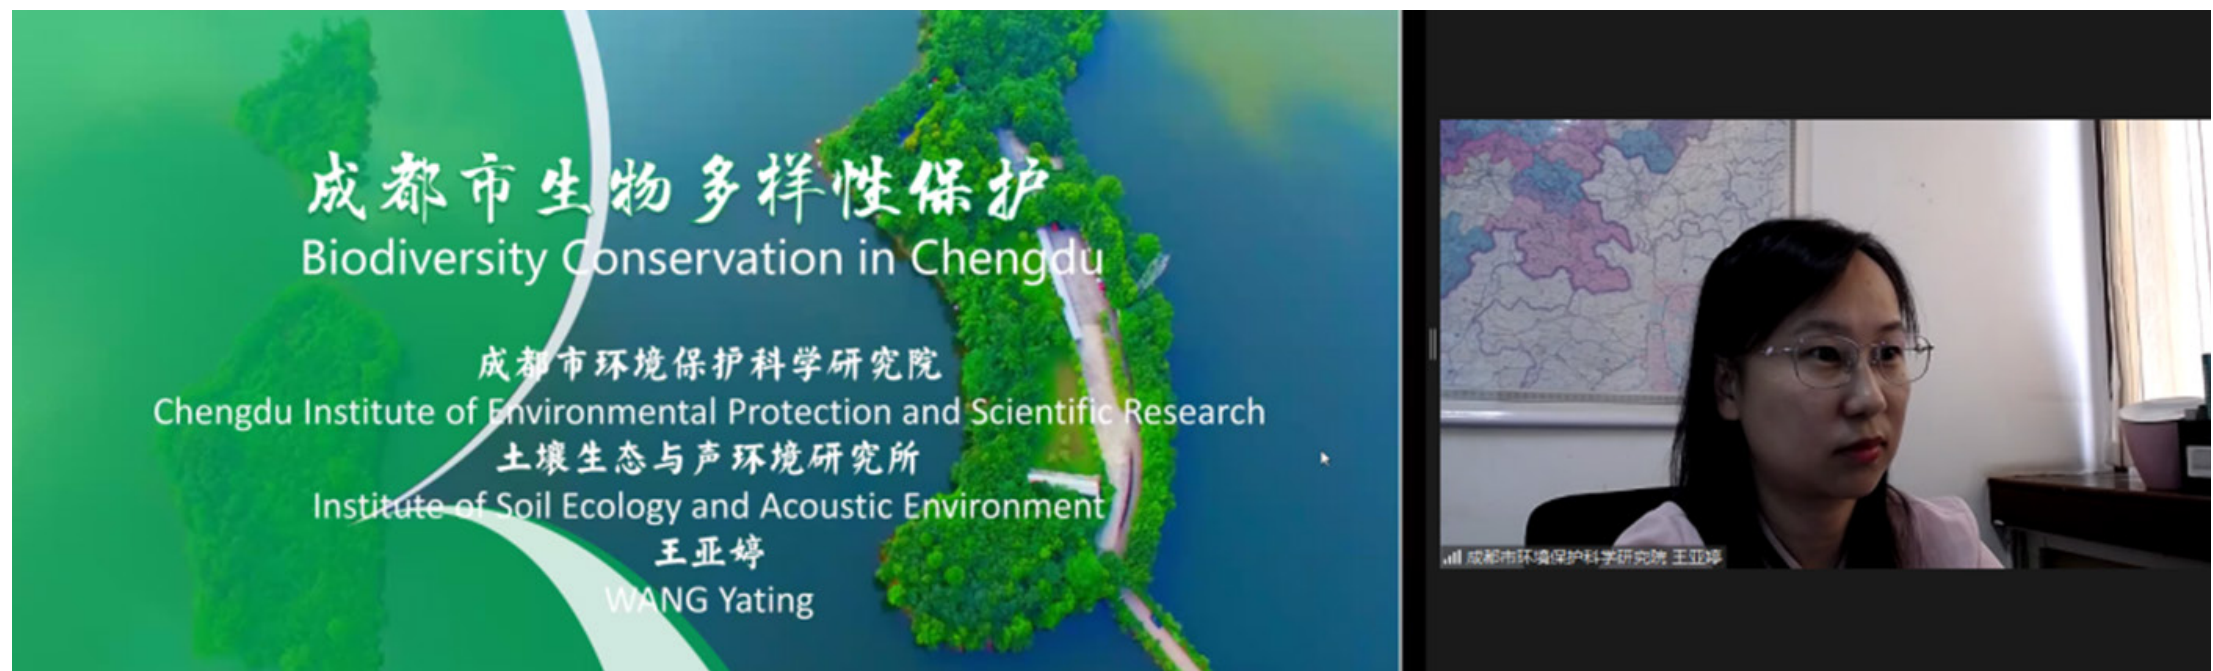 成都市生物多样性保护
Biodiversity Conservation in Chengdu
成都市环境保护科学研究院
Chengdu Institute of Environmental Protection and Scientific Research
土壤生态与声环境研究所
Institute of Soil Ecology and Acoustic Environment
王亚婷
WANG Yating
成都市环境保护科学研究院 王亚婷